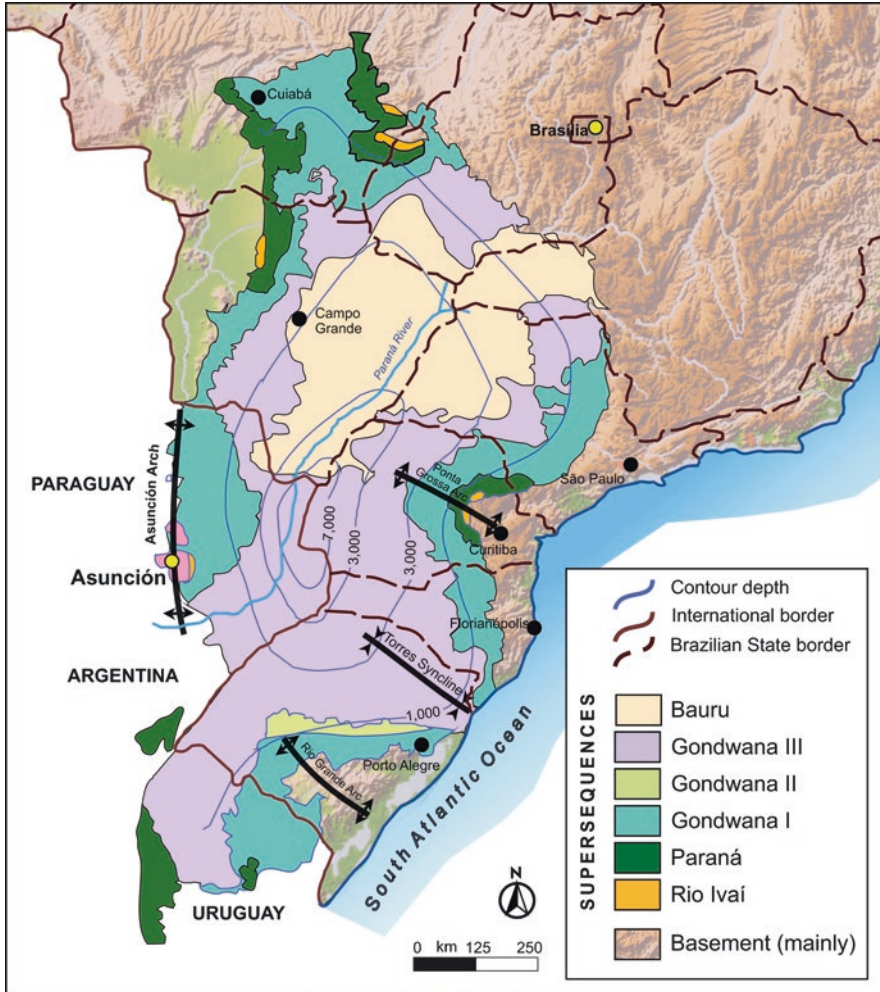 Cuiabá
Brasília
Campo
Grande
Paraná River
PARAGUAY
Asunción Arch
Ponta
Grossa Arc
São Paulo
7,000
3,000
3,000
Curitiba
Asunción
Florianópolis
ARGENTINA
Torres Syncline
1,000
Rio Grande Arc
Porto Alegre
South Atlantic Ocean
URUGUAY
N
0 km 125 250
Contour depth
International border
Brazilian State border
SUPERSEQUENCES
Bauru
Gondwana III
Gondwana II
Gondwana I
Paraná
Rio Ivaí
Basement (mainly)